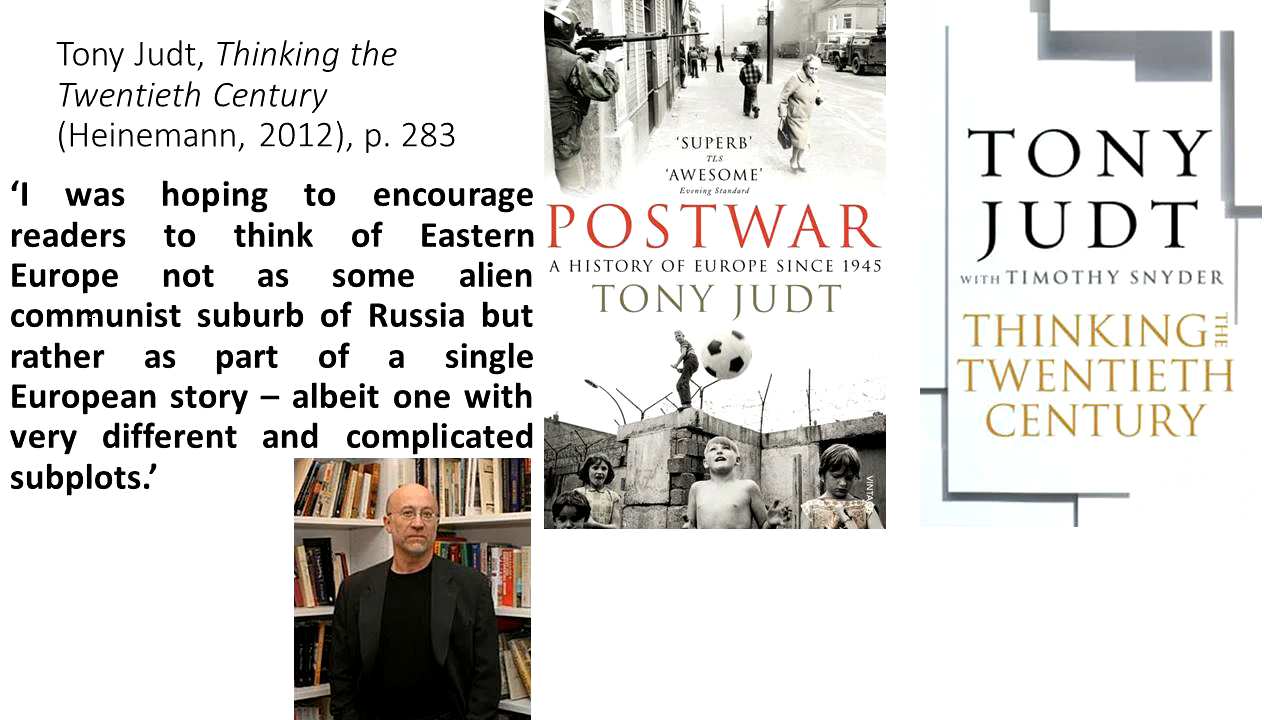 Tony Judt, Thinking the
Twentieth Century
(Heinemann, 2012), p. 283
‘I was hoping to encourage
readers to think of Eastern
Europe not as some alien
communist suburb of Russia but
rather as part of a single
European story – albeit one with
very different and complicated
subplots.’
‘SUPERB’
TLS
‘AWESOME’
Evening Standard
POSTWAR
A HISTORY OF EUROPE SINCE 1945
TONY JUDT
TONY
JUDT
WITH TIMOTHY SNYDER
THINKING THE
TWENTIETH
CENTURY